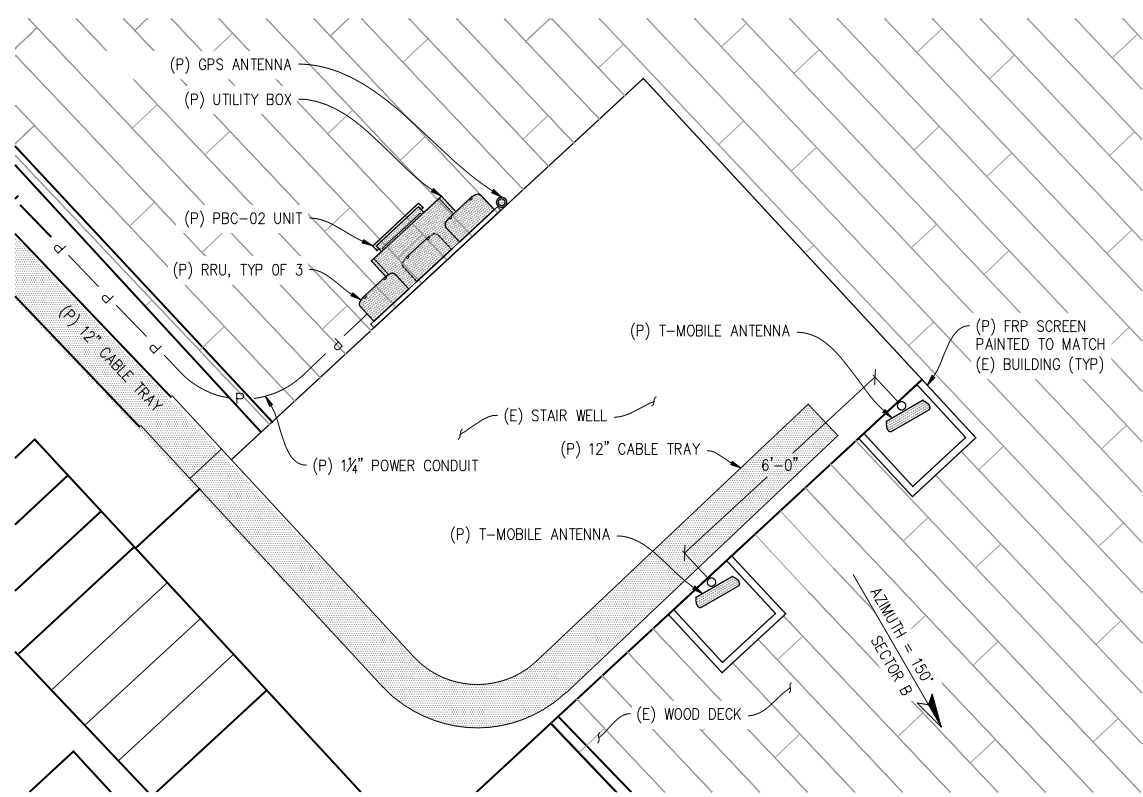 (P) GPS ANTENNA
(P) UTILITY BOX
(P) PBC-02 UNIT
(P) RRU, TYP OF 3
P
P
P
P
P
(P) 12" CABLE TRAY
(P) 1¼" POWER CONDUIT
(E) STAIR WELL
(P) T-MOBILE ANTENNA
(P) FRP SCREEN
PAINTED TO MATCH
(E) BUILDING (TYP)
(P) 12" CABLE TRAY
6'-0"
(P) T-MOBILE ANTENNA
AZIMUTH = 150°
SECTOR B
(E) WOOD DECK